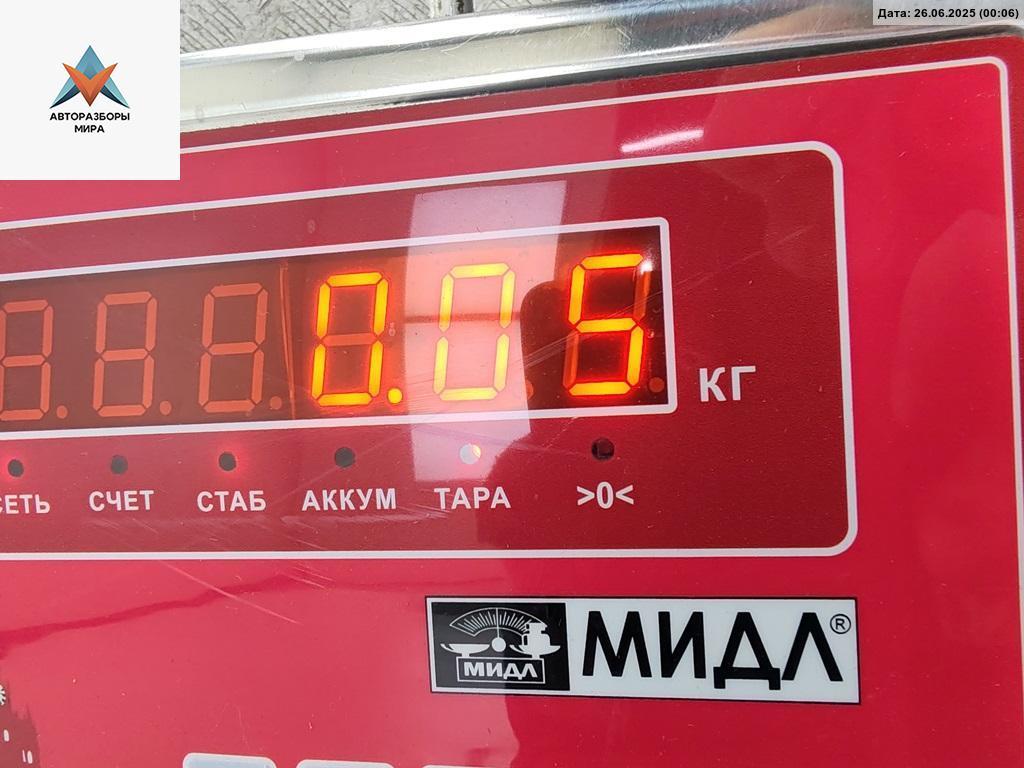 Дата: 26.06.2025 (00:06)
АВТОРАЗБОРЫ
МИРА
0.05
КГ
СЕТЬ СЧЕТ СТАБ АККУМ ТАРА >0<
МИДЛ МИДЛ®